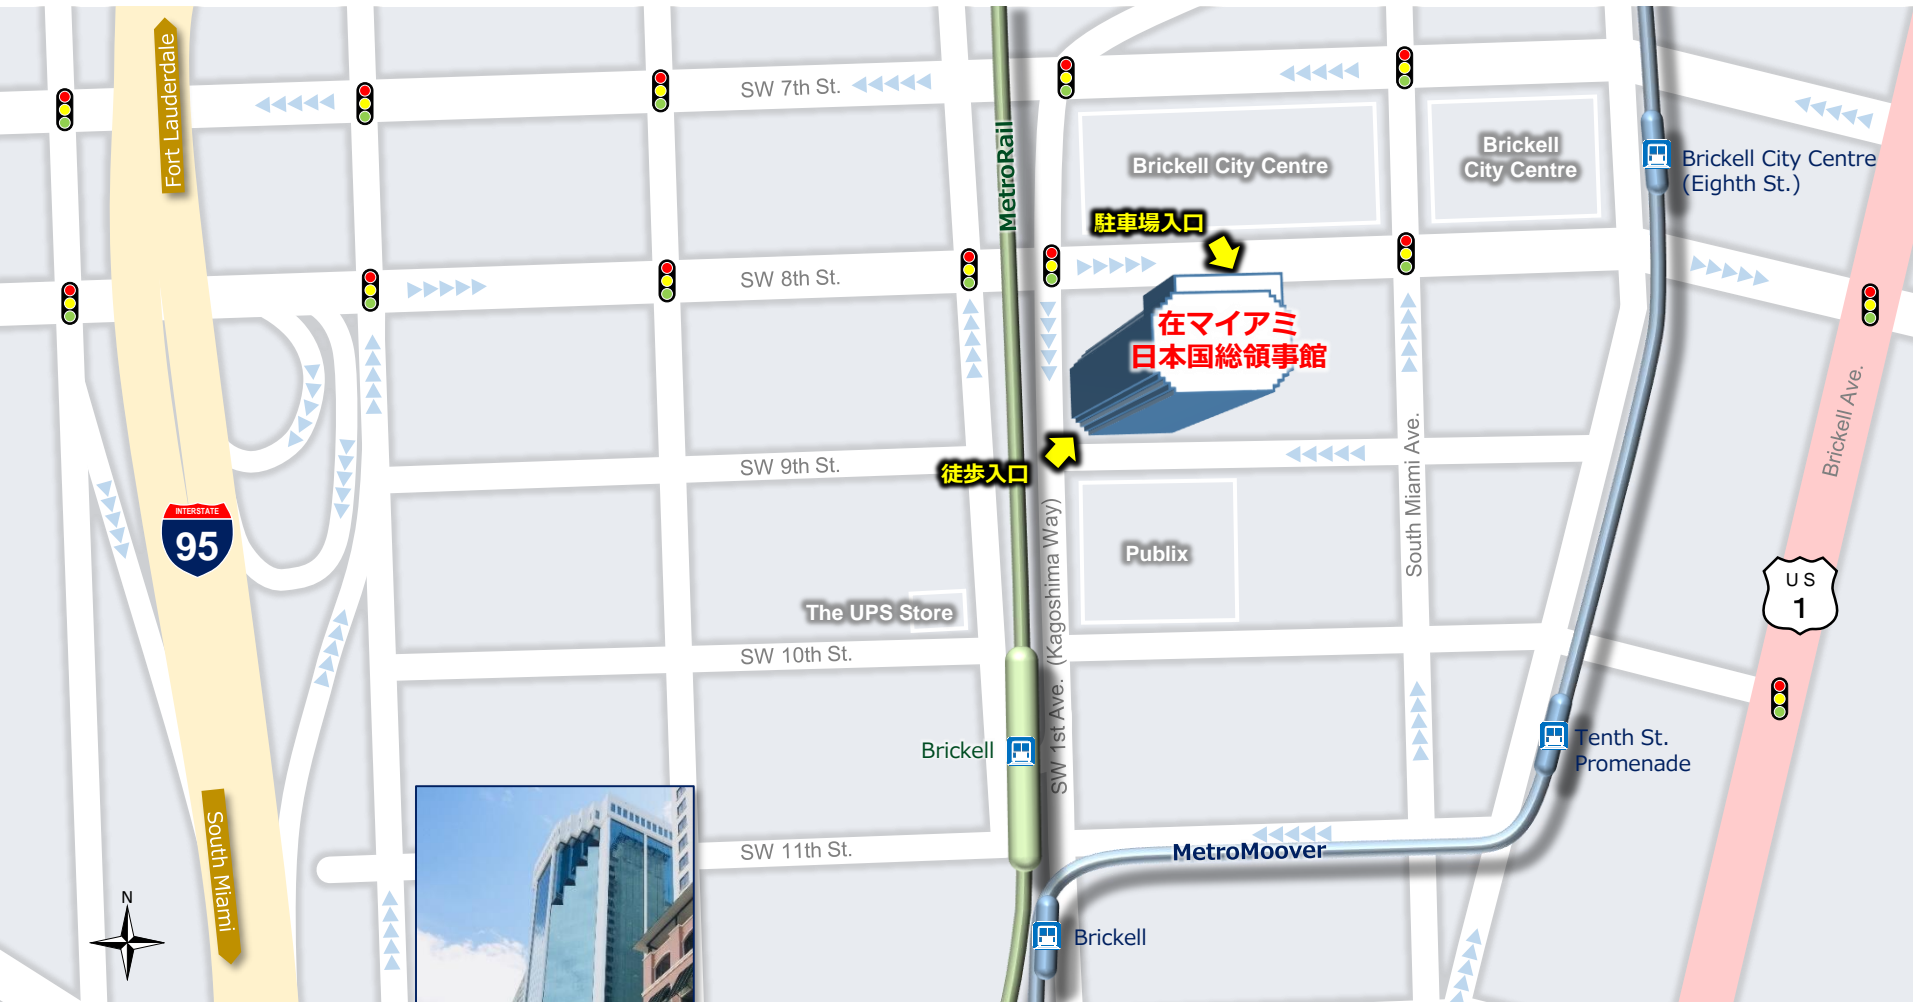 Fort Lauderdale
SW 7th St.
MetroRail
Brickell City Centre
Brickell
City Centre
Brickell City Centre
(Eighth St.)
駐車場入口
SW 8th St.
在マイアミ
日本国総領事館
Brickell Ave.
South Miami Ave.
SW 9th St.
徒歩入口
INTERSTATE
95
SW 1st Ave. (Kagoshima Way)
Publix
US
1
The UPS Store
SW 10th St.
Brickell
Tenth St.
Promenade
South Miami
SW 11th St.
MetroMoover
N
Brickell